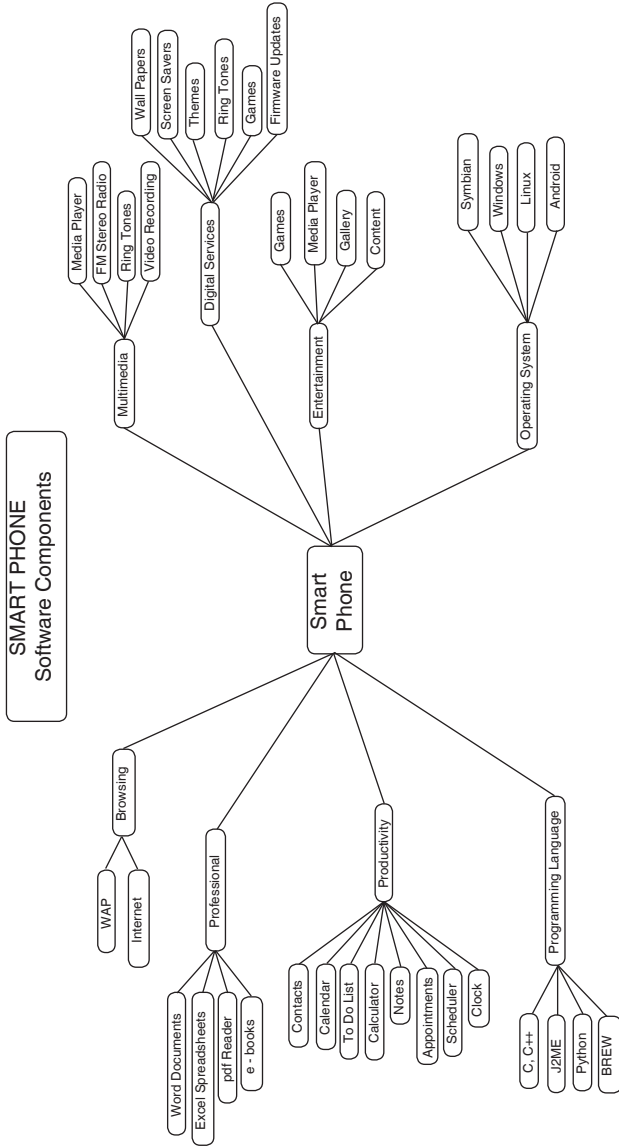 SMART PHONE
Software Components
Smart
Phone
Browsing
WAP
Internet
Professional
Word Documents
Excel Spreadsheets
pdf Reader
e - books
Productivity
Contacts
Calendar
To Do List
Calculator
Notes
Appointments
Scheduler
Clock
Programming Language
C, C++
J2ME
Python
BREW
Multimedia
Media Player
FM Stereo Radio
Ring Tones
Video Recording
Digital Services
Wall Papers
Screen Savers
Themes
Ring Tones
Games
Firmware Updates
Entertainment
Games
Media Player
Gallery
Content
Operating System
Symbian
Windows
Linux
Android